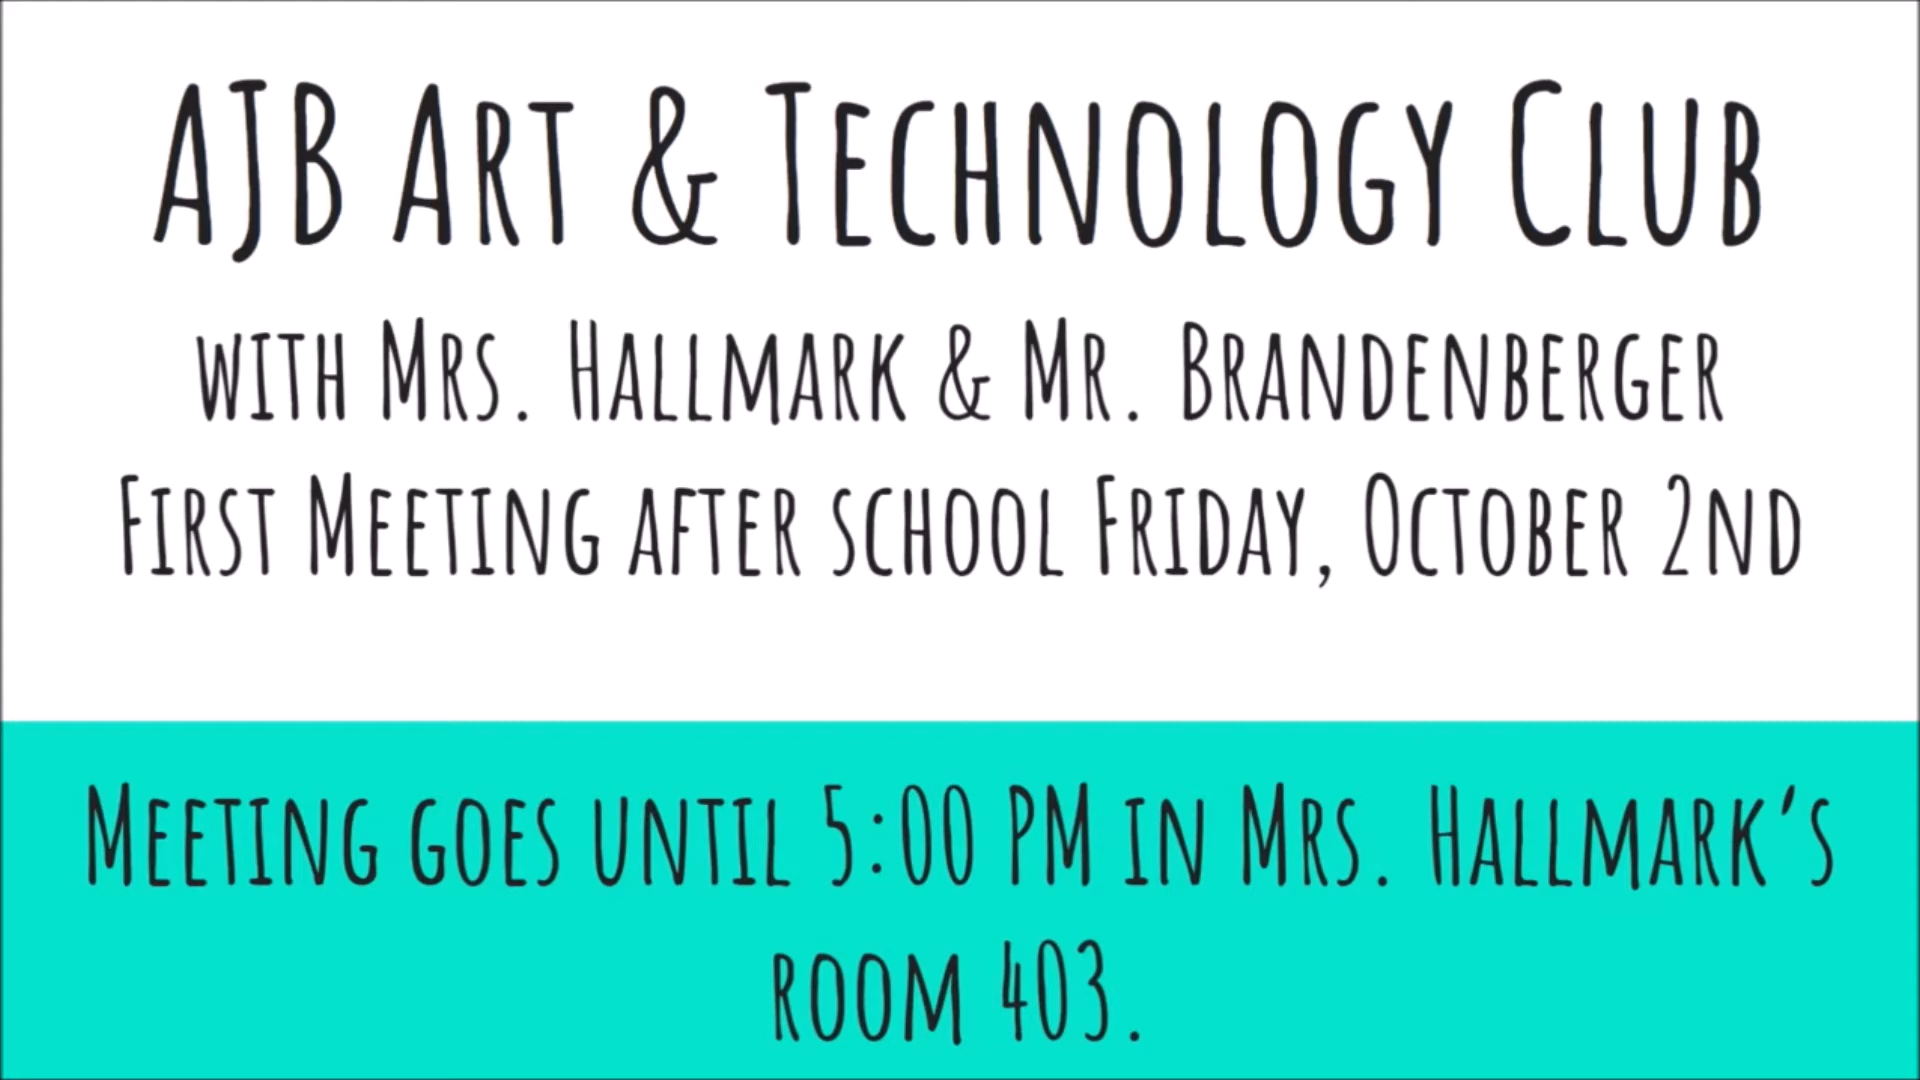 AJB Art & Technology Club
with Mrs. Hallmark & Mr. Brandenberger
First Meeting after school Friday, October 2nd
Meeting goes until 5:00 PM in Mrs. Hallmark's
room 403.